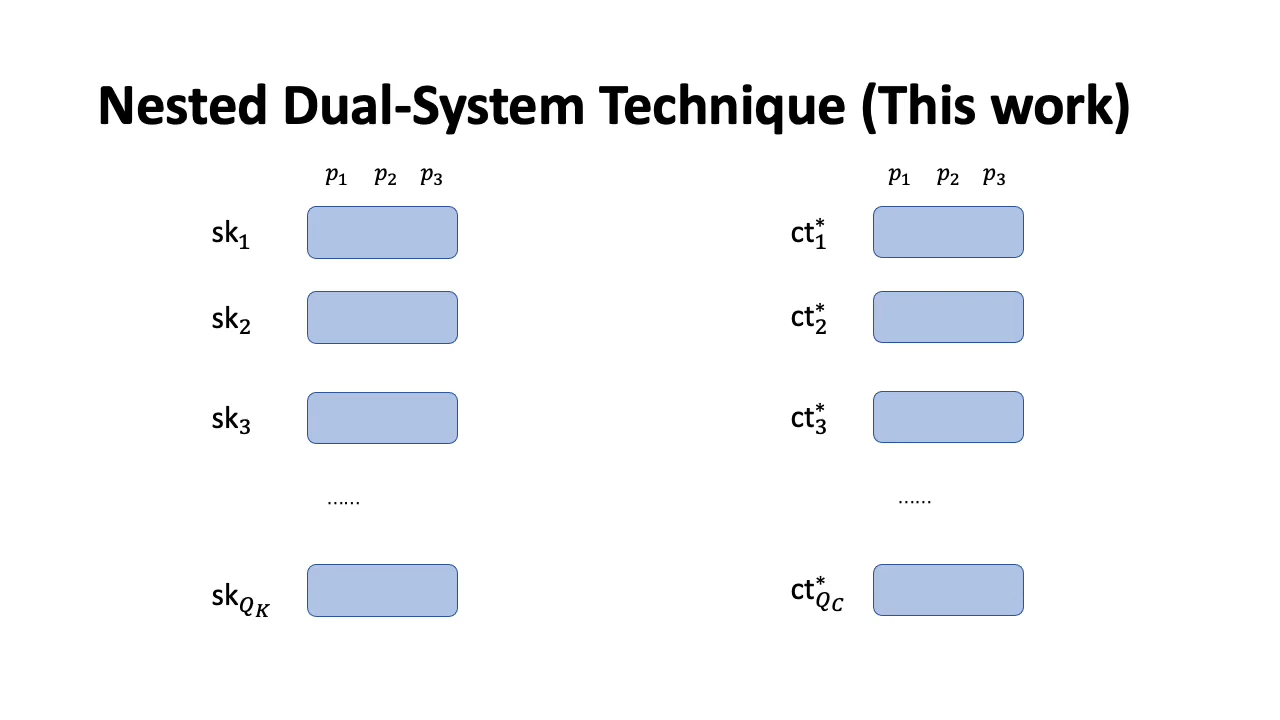 Nested Dual-System Technique (This work)
p₁ p₂ p₃ p₁ p₂ p₃
sk₁ ct₁*
sk₂ ct₂*
sk₃ ct₃*
...... ......
sk_{Q_K} ct*_{Q_C}